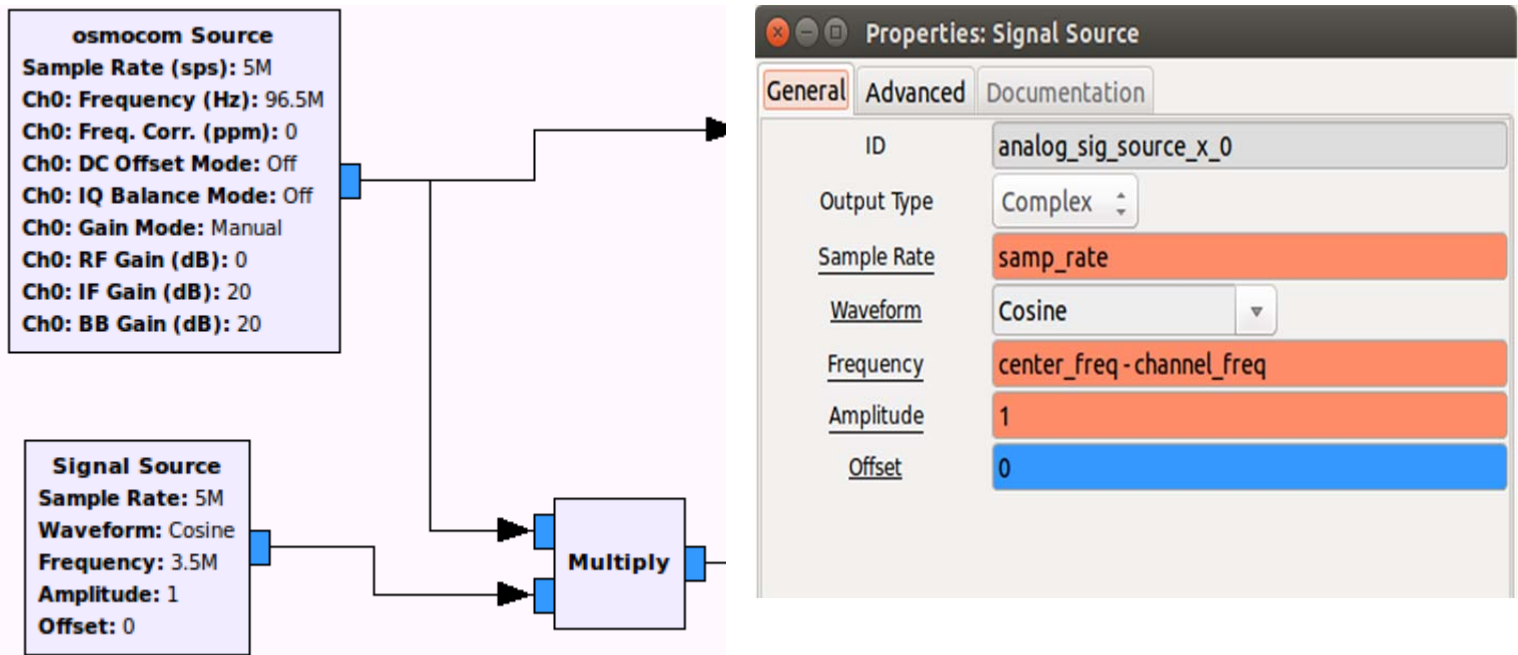 osmocom Source
Sample Rate (sps): 5M
Ch0: Frequency (Hz): 96.5M
Ch0: Freq. Corr. (ppm): 0
Ch0: DC Offset Mode: Off
Ch0: IQ Balance Mode: Off
Ch0: Gain Mode: Manual
Ch0: RF Gain (dB): 0
Ch0: IF Gain (dB): 20
Ch0: BB Gain (dB): 20
Signal Source
Sample Rate: 5M
Waveform: Cosine
Frequency: 3.5M
Amplitude: 1
Offset: 0
Multiply
Properties: Signal Source
General Advanced Documentation
ID analog_sig_source_x_0
Output Type Complex
Sample Rate samp_rate
Waveform Cosine
Frequency center_freq - channel_freq
Amplitude 1
Offset 0